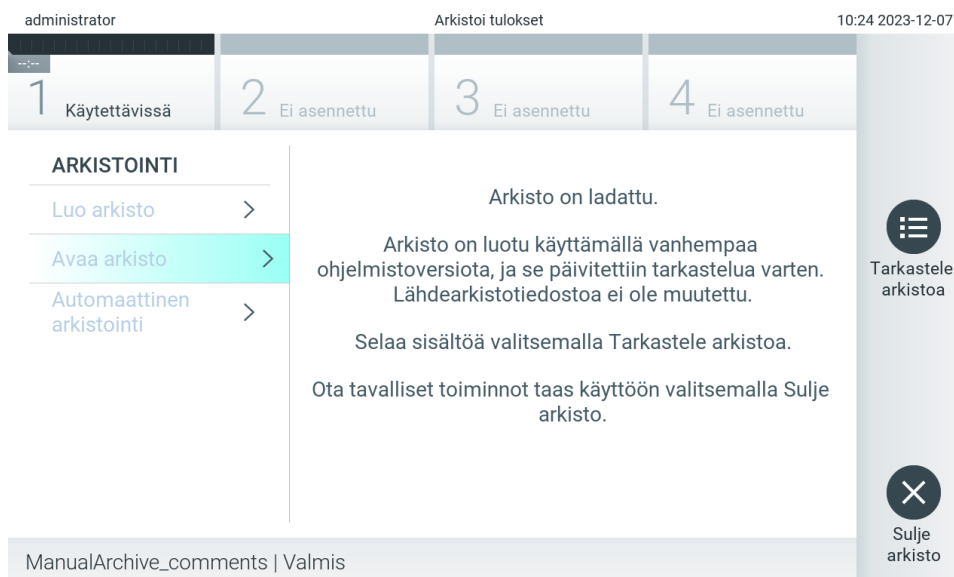 administrator
Arkistoi tulokset
10:24 2023-12-07
--:--
1 Käytettävissä
2 Ei asennettu
3 Ei asennettu
4 Ei asennettu
ARKISTOINTI
Luo arkisto
Avaa arkisto
Automaattinen
arkistointi
Arkisto on ladattu.
Arkisto on luotu käyttämällä vanhempaa
ohjelmistoversiota, ja se päivitettiin tarkastelua varten.
Lähdearkistotiedostoa ei ole muutettu.
Selaa sisältöä valitsemalla Tarkastele arkistoa.
Ota tavalliset toiminnot taas käyttöön valitsemalla Sulje
arkisto.
Tarkastele
arkistoa
Sulje
arkisto
ManualArchive_comments | Valmis